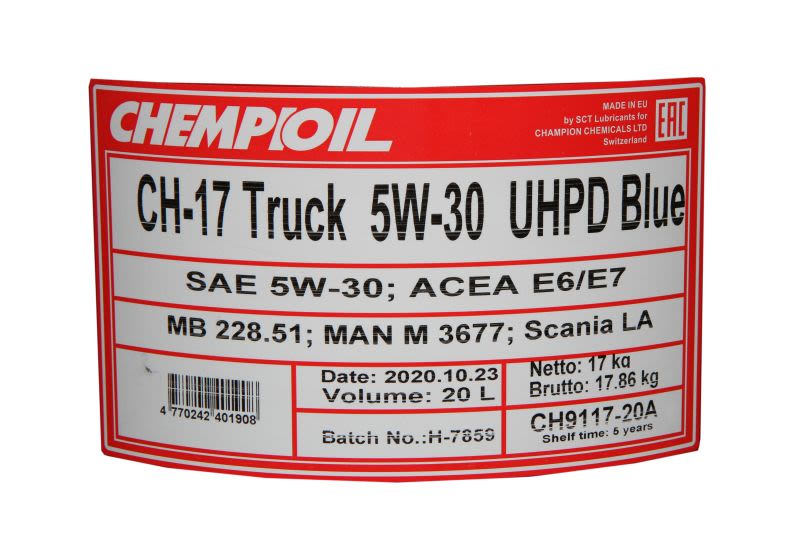 CHEMPIOIL
MADE IN EU
by SCT Lubricants for
CHAMPION CHEMICALS LTD
Switzerland
EAC
CH-17 Truck 5W-30 UHPD Blue
SAE 5W-30; ACEA E6/E7
MB 228.51; MAN M 3677; Scania LA
4 770242 401908
Date: 2020.10.23
Volume: 20 L
Batch No.:H-7859
Netto: 17 kg
Brutto: 17.86 kg
CH9117-20A
Shelf time: 5 years